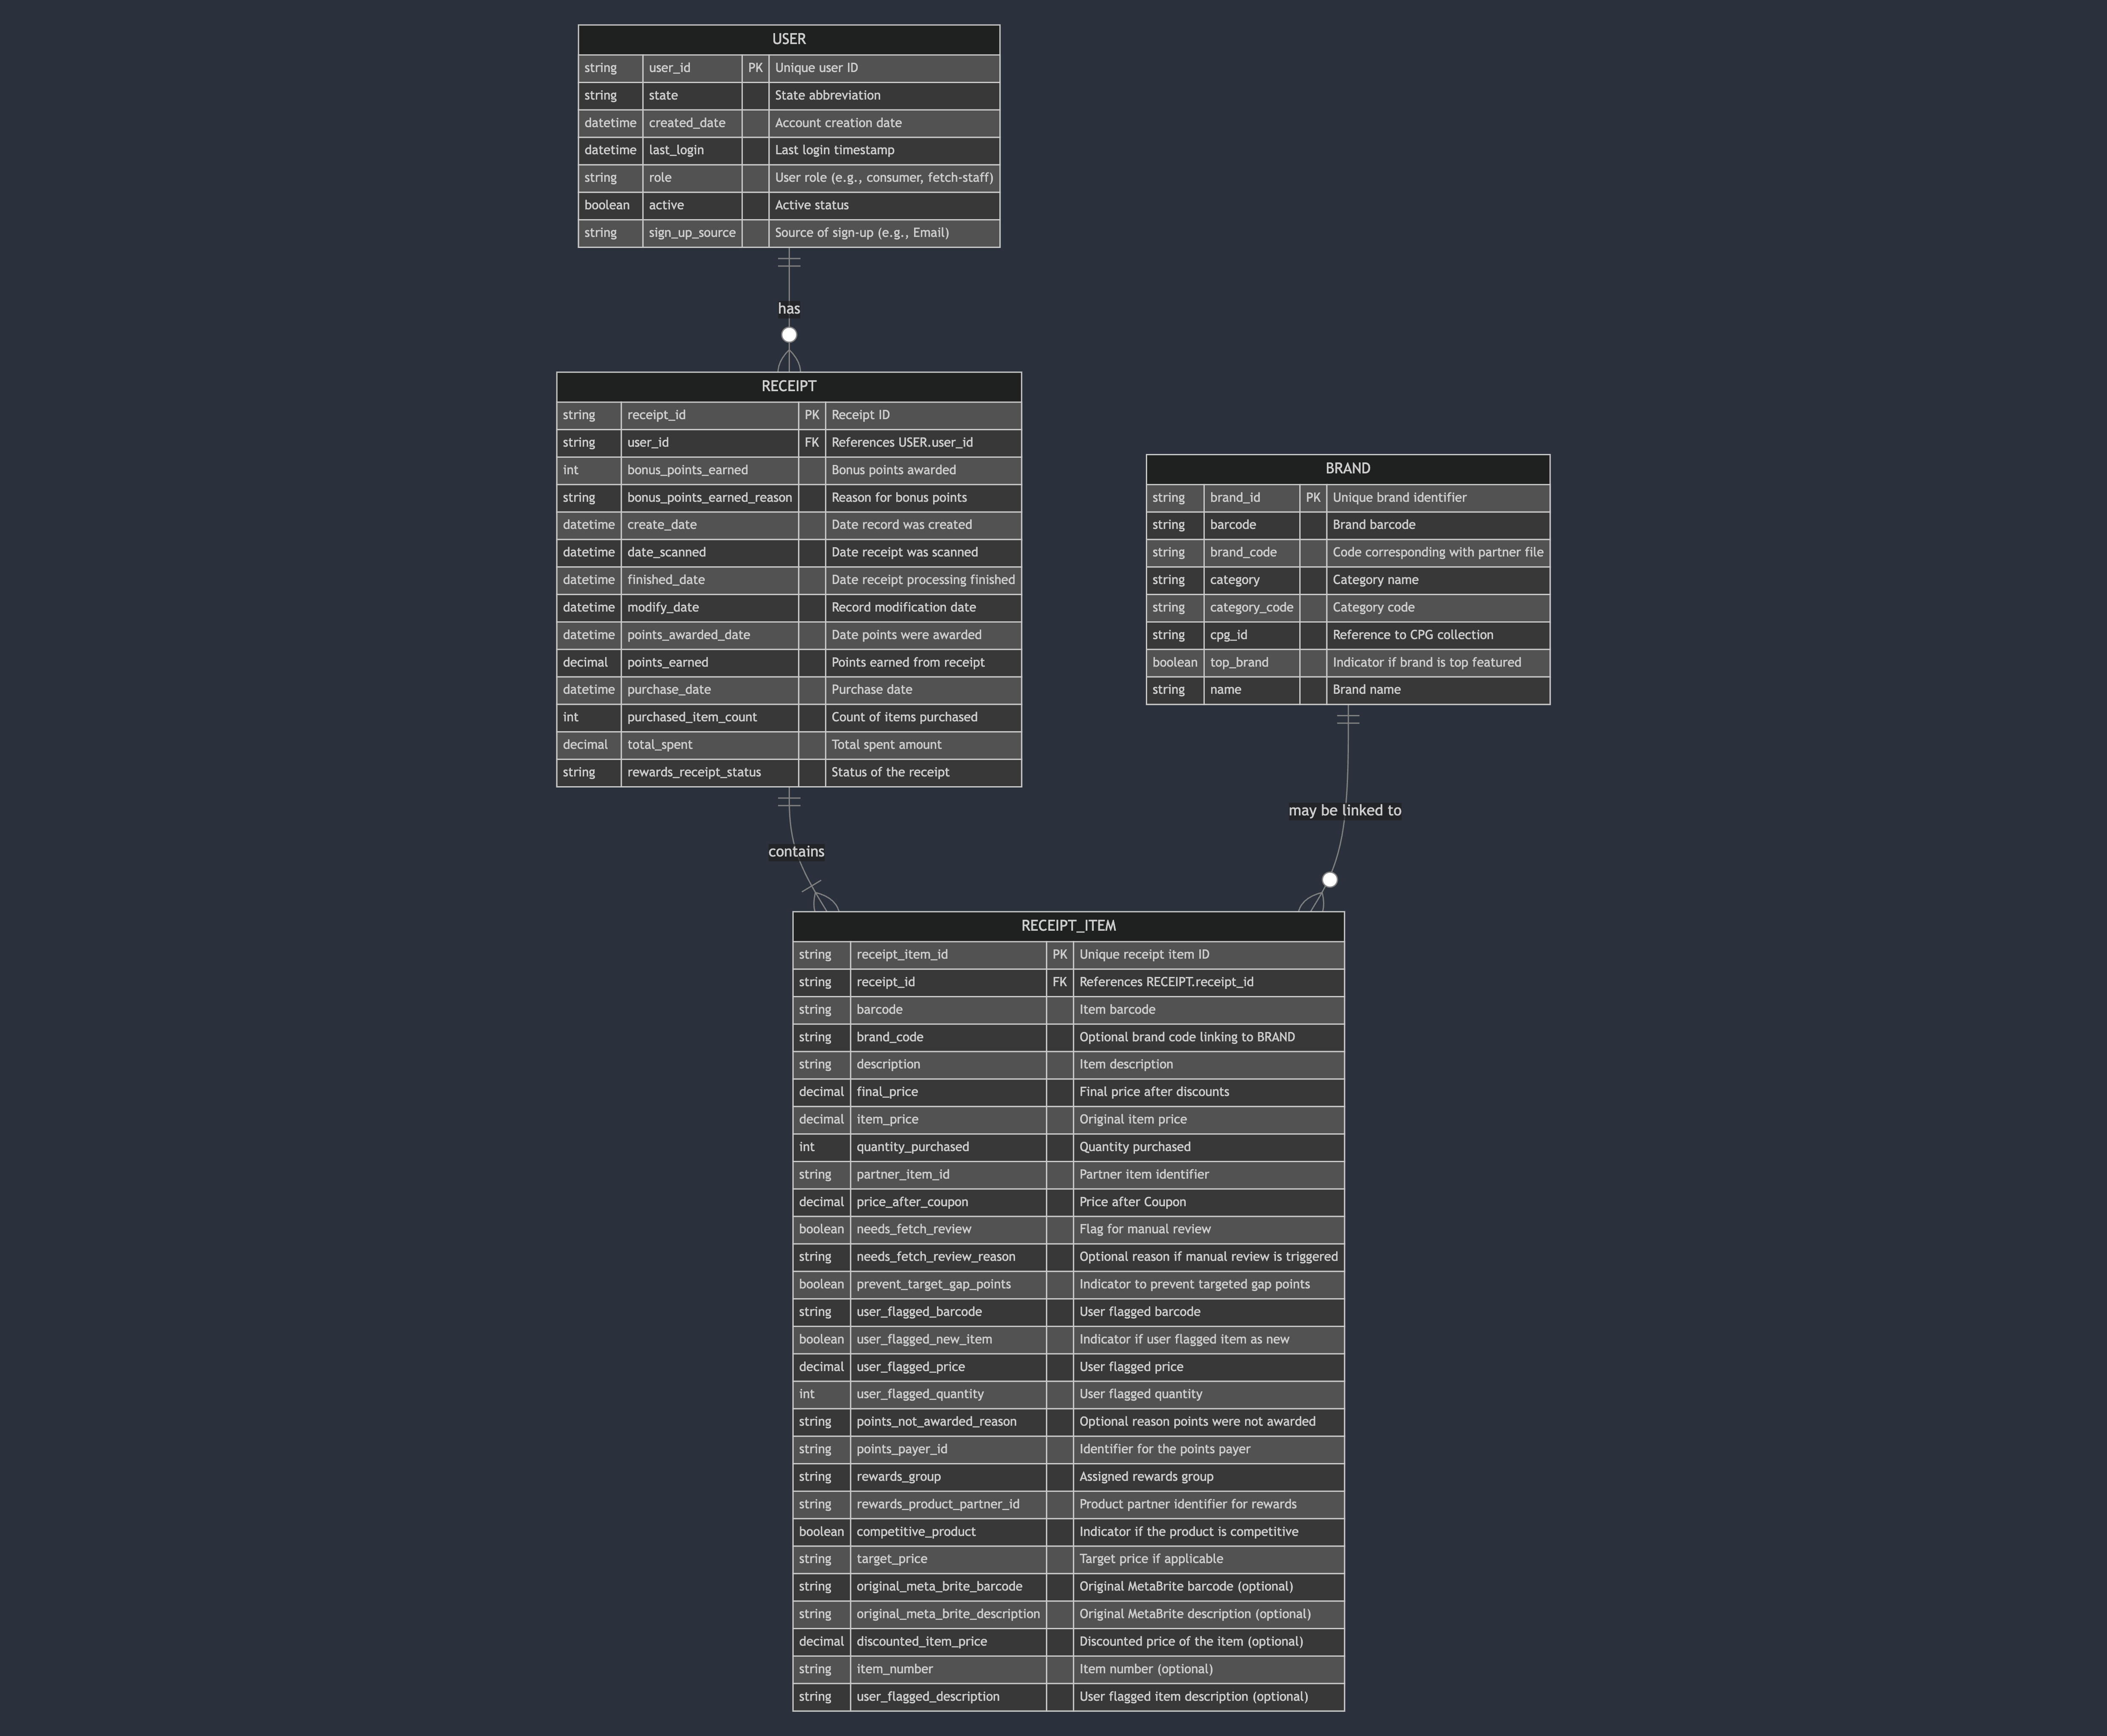 USER
string user_id PK Unique user ID
string state State abbreviation
datetime created_date Account creation date
datetime last_login Last login timestamp
string role User role (e.g., consumer, fetch-staff)
boolean active Active status
string sign_up_source Source of sign-up (e.g., Email)
has
RECEIPT
string receipt_id PK Receipt ID
string user_id FK References USER.user_id
int bonus_points_earned Bonus points awarded
string bonus_points_earned_reason Reason for bonus points
datetime create_date Date record was created
datetime date_scanned Date receipt was scanned
datetime finished_date Date receipt processing finished
datetime modify_date Record modification date
datetime points_awarded_date Date points were awarded
decimal points_earned Points earned from receipt
datetime purchase_date Purchase date
int purchased_item_count Count of items purchased
decimal total_spent Total spent amount
string rewards_receipt_status Status of the receipt
BRAND
string brand_id PK Unique brand identifier
string barcode Brand barcode
string brand_code Code corresponding with partner file
string category Category name
string category_code Category code
string cpg_id Reference to CPG collection
boolean top_brand Indicator if brand is top featured
string name Brand name
may be linked to
contains
RECEIPT_ITEM
string receipt_item_id PK Unique receipt item ID
string receipt_id FK References RECEIPT.receipt_id
string barcode Item barcode
string brand_code Optional brand code linking to BRAND
string description Item description
decimal final_price Final price after discounts
decimal item_price Original item price
int quantity_purchased Quantity purchased
string partner_item_id Partner item identifier
decimal price_after_coupon Price after Coupon
boolean needs_fetch_review Flag for manual review
string needs_fetch_review_reason Optional reason if manual review is triggered
boolean prevent_target_gap_points Indicator to prevent targeted gap points
string user_flagged_barcode User flagged barcode
boolean user_flagged_new_item Indicator if user flagged item as new
decimal user_flagged_price User flagged price
int user_flagged_quantity User flagged quantity
string points_not_awarded_reason Optional reason points were not awarded
string points_payer_id Identifier for the points payer
string rewards_group Assigned rewards group
string rewards_product_partner_id Product partner identifier for rewards
boolean competitive_product Indicator if the product is competitive
string target_price Target price if applicable
string original_meta_brite_barcode Original MetaBrite barcode (optional)
string original_meta_brite_description Original MetaBrite description (optional)
decimal discounted_item_price Discounted price of the item (optional)
string item_number Item number (optional)
string user_flagged_description User flagged item description (optional)